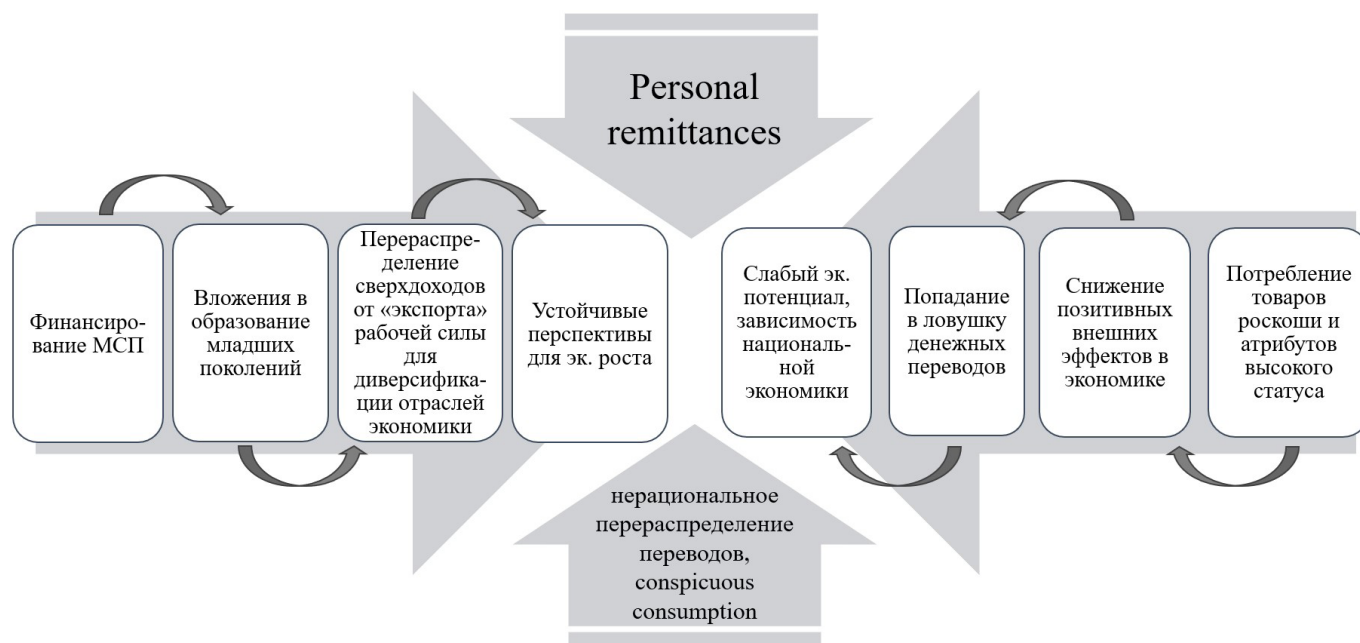 Personal
remittances
Финансиро-
вание МСП
Вложения в
образование
младших
поколений
Перераспре-
деление
сверхдоходов
от «экспорта»
рабочей силы
для
диверсифика-
ции отраслей
экономики
Устойчивые
перспективы
для эк. роста
Слабый эк.
потенциал,
зависимость
националь-
ной
экономики
Попадание
в ловушку
денежных
переводов
Снижение
позитивных
внешних
эффектов в
экономике
Потребление
товаров
роскоши и
атрибутов
высокого
статуса
нерациональное
перераспределение
переводов,
conspicuous
consumption